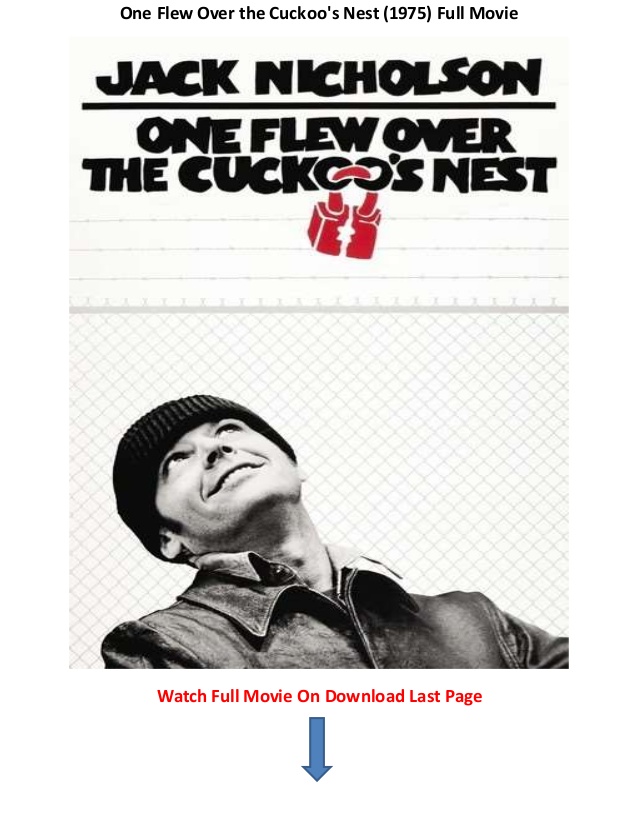 One Flew Over the Cuckoo's Nest (1975) Full Movie
JACK NICHOLSON
ONE FLEW OVER
THE CUCKOO'S NEST
Watch Full Movie On Download Last Page